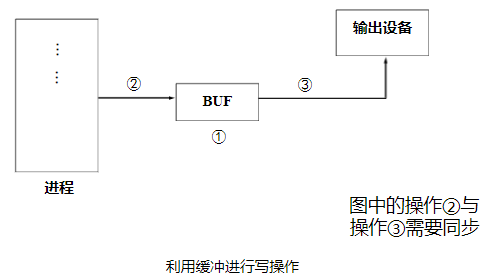 输出设备
⋮
⋮
②
③
BUF
①
进程
图中的操作②与
操作③需要同步
利用缓冲进行写操作